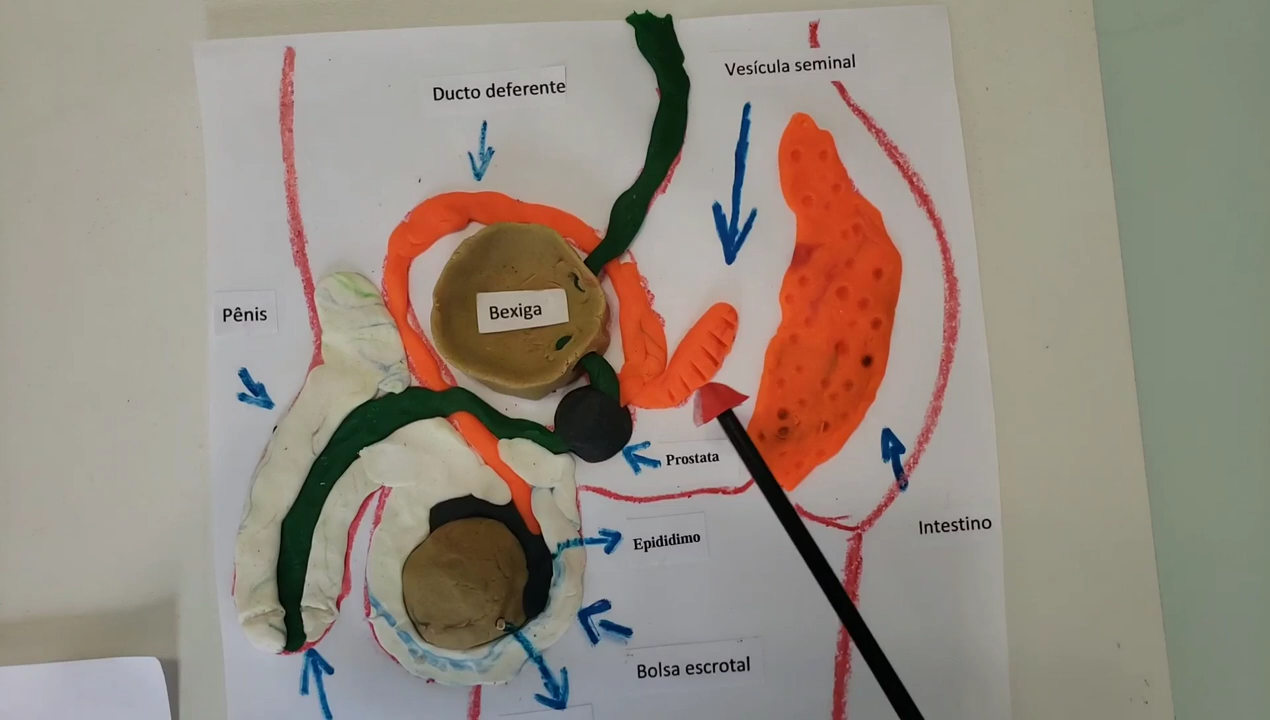 Vesícula seminal
Ducto deferente
Bexiga
Pênis
Prostata
Intestino
Epididimo
Bolsa escrotal